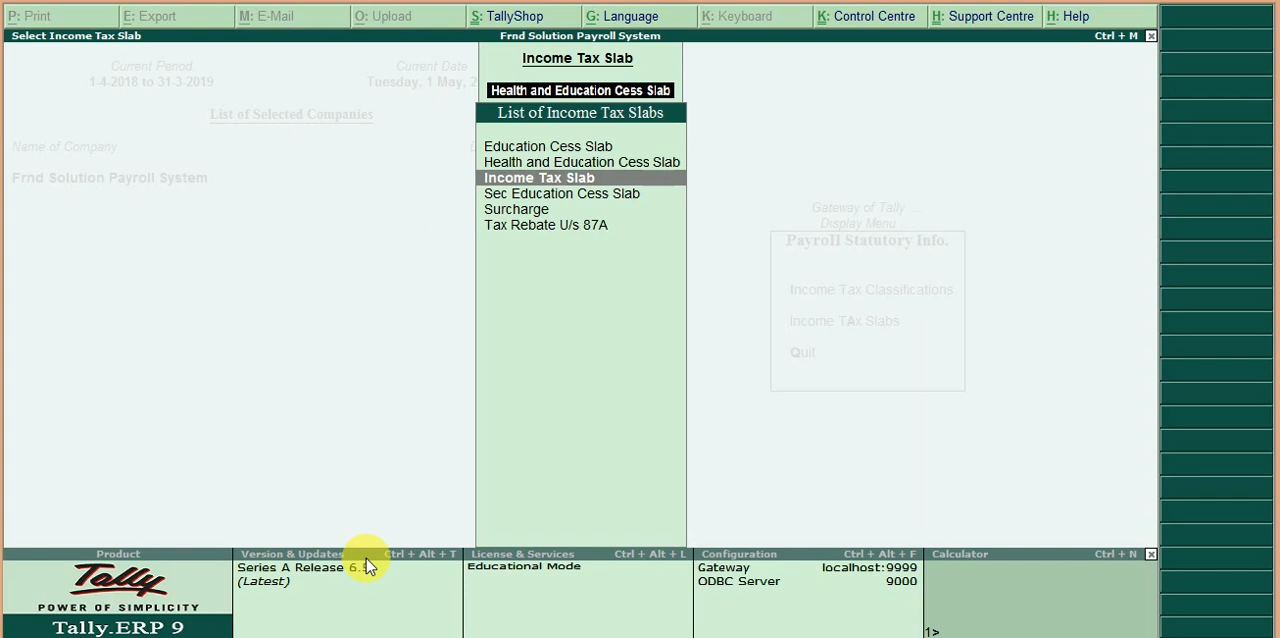 P: Print E: Export M: E-Mail O: Upload S: TallyShop G: Language K: Keyboard K: Control Centre H: Support Centre H: Help
Select Income Tax Slab Frnd Solution Payroll System Ctrl + M
Current Period
1-4-2018 to 31-3-2019
Current Date
Tuesday, 1 May, 2
List of Selected Companies
Name of Company
Frnd Solution Payroll System
Income Tax Slab
Health and Education Cess Slab
List of Income Tax Slabs
Education Cess Slab
Health and Education Cess Slab
Income Tax Slab
Sec Education Cess Slab
Surcharge
Tax Rebate U/s 87A
Gateway of Tally ...
Display Menu ...
Payroll Statutory Info.
Income Tax Classifications
Income TAx Slabs
Quit
Product
Tally
POWER OF SIMPLICITY
Tally.ERP 9
Version & Updates Ctrl + Alt + T
Series A Release
(Latest)
License & Services Ctrl + Alt + L
Educational Mode
Configuration Ctrl + Alt + F
Gateway localhost:9999
ODBC Server 9000
Calculator Ctrl + N
1>